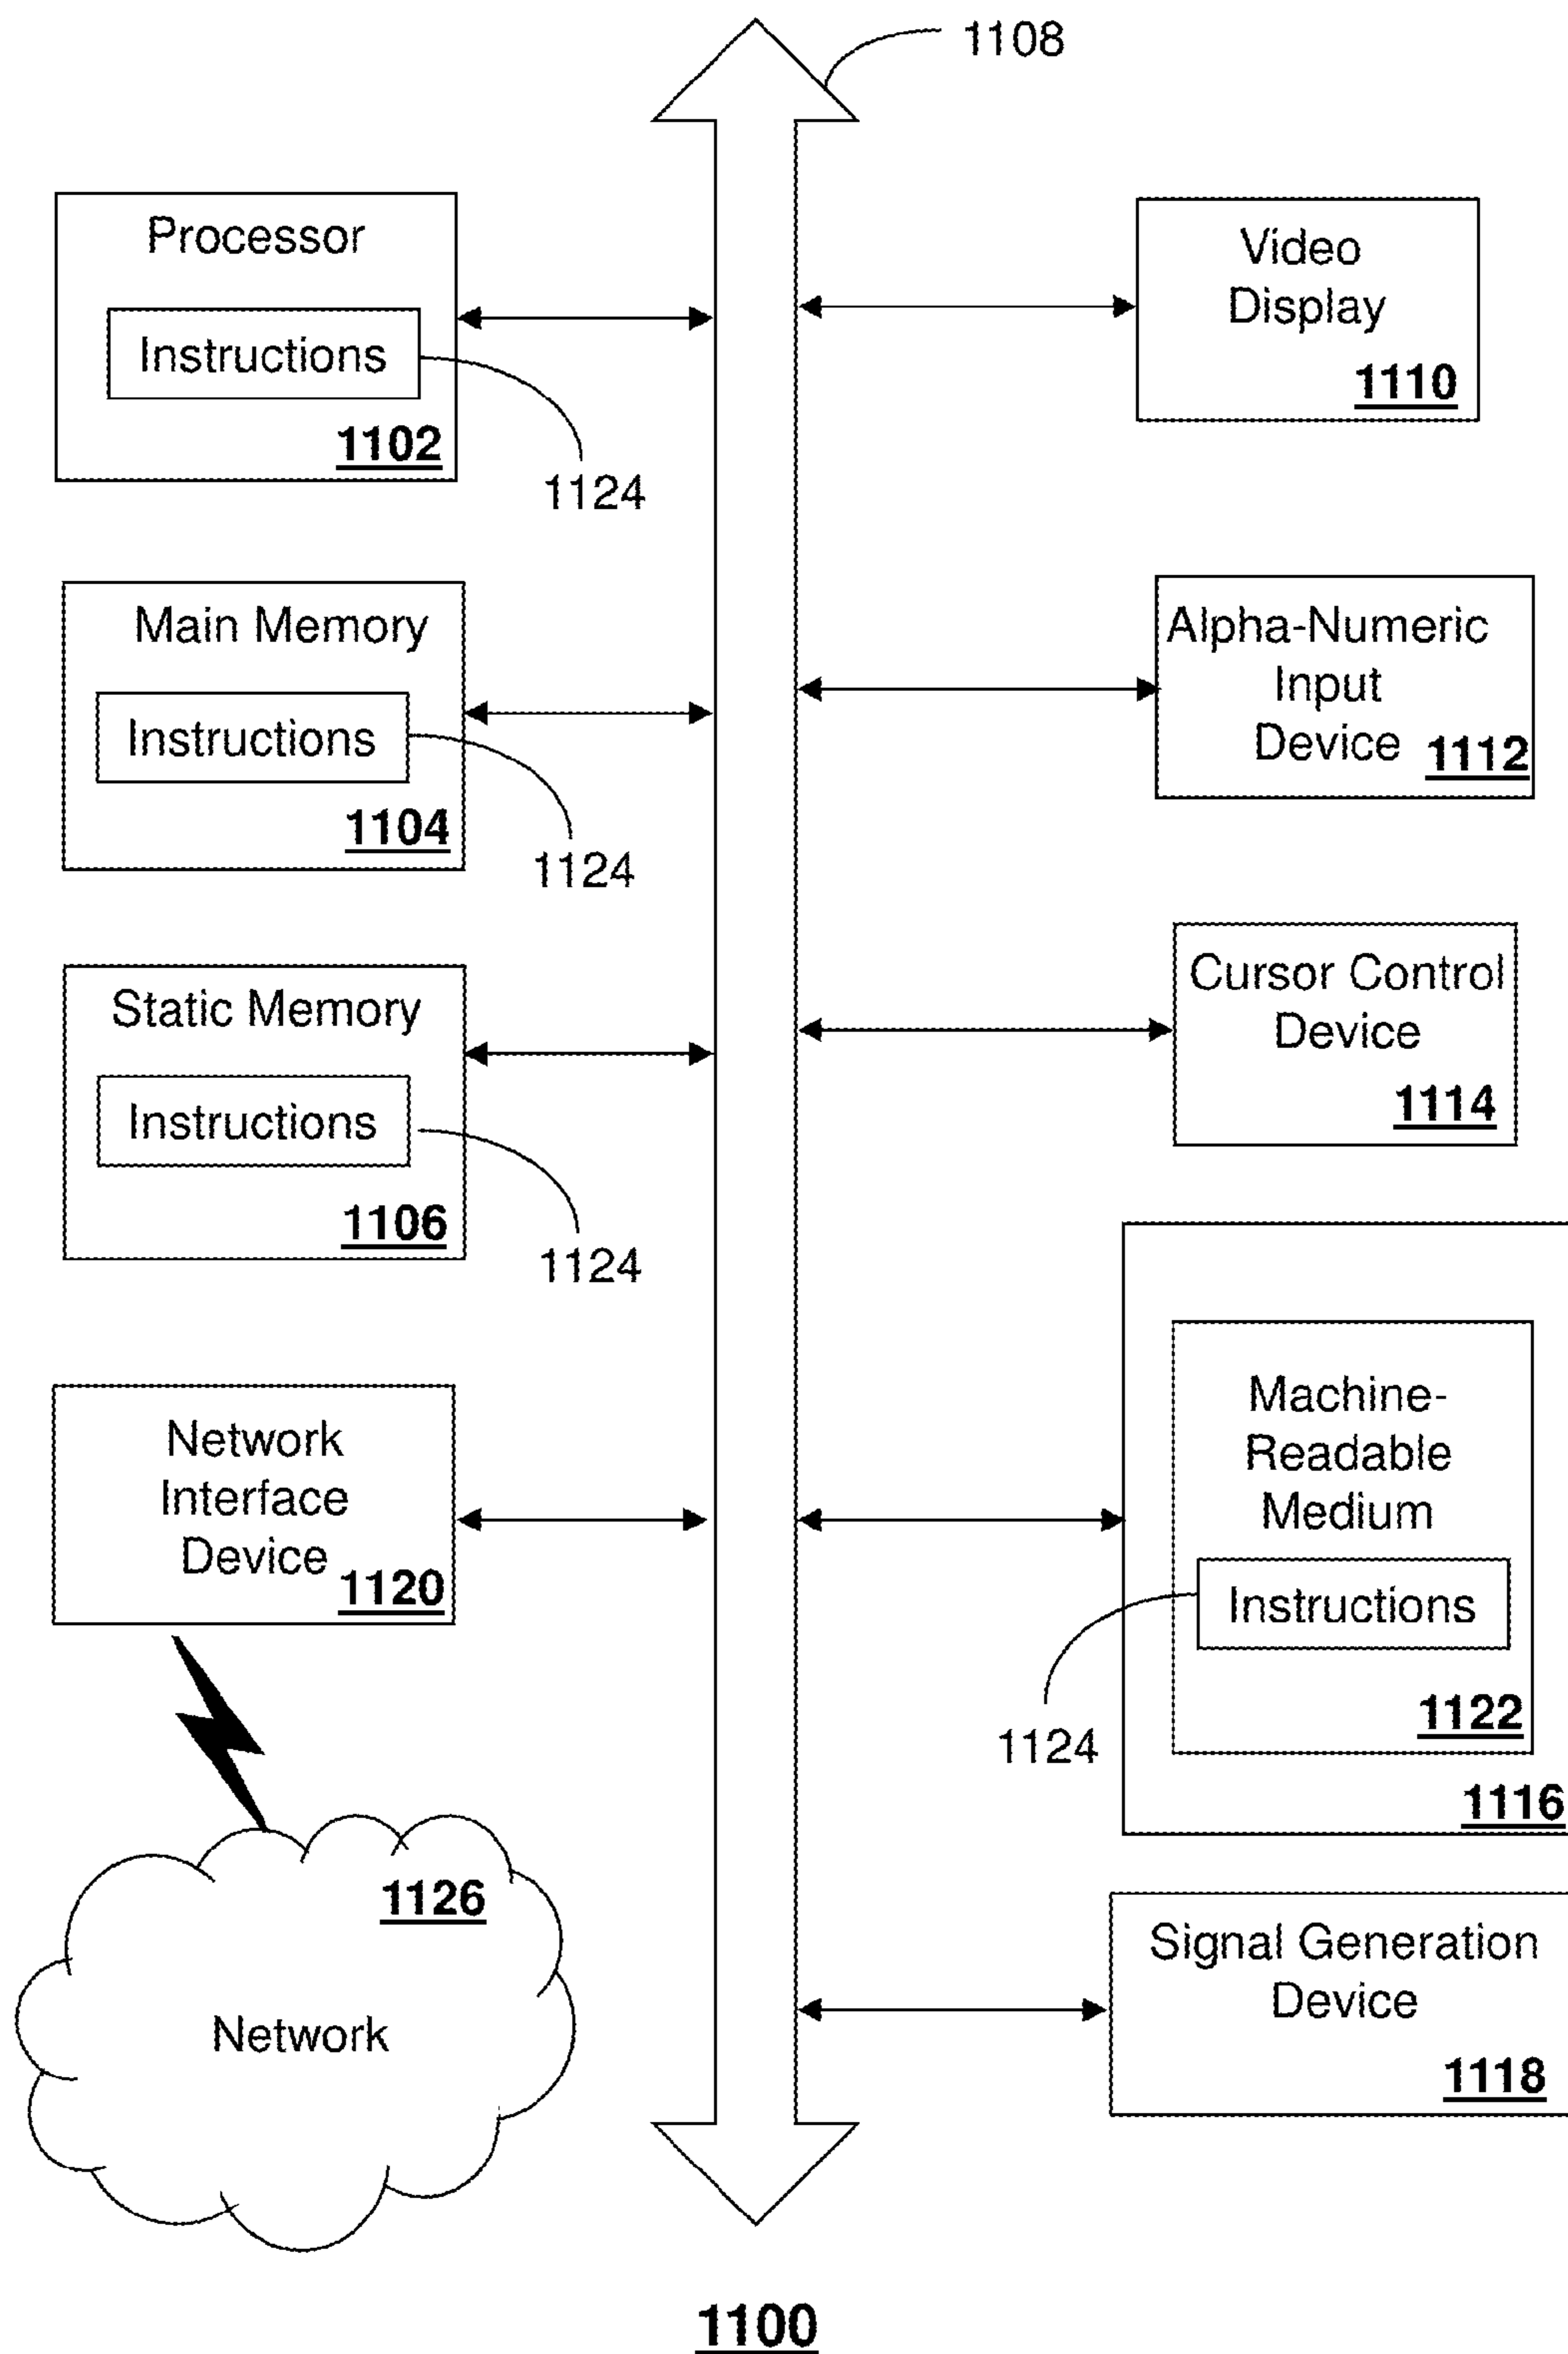 1108
Processor
Instructions
1102
1124
Main Memory
Instructions
1104
1124
Static Memory
Instructions
1106
1124
Network
Interface
Device
1120
1126
Network
Video
Display
1110
Alpha-Numeric
Input
Device
1112
Cursor Control
Device
1114
Machine-
Readable
Medium
Instructions
1122
1124
1116
Signal Generation
Device
1118
1100